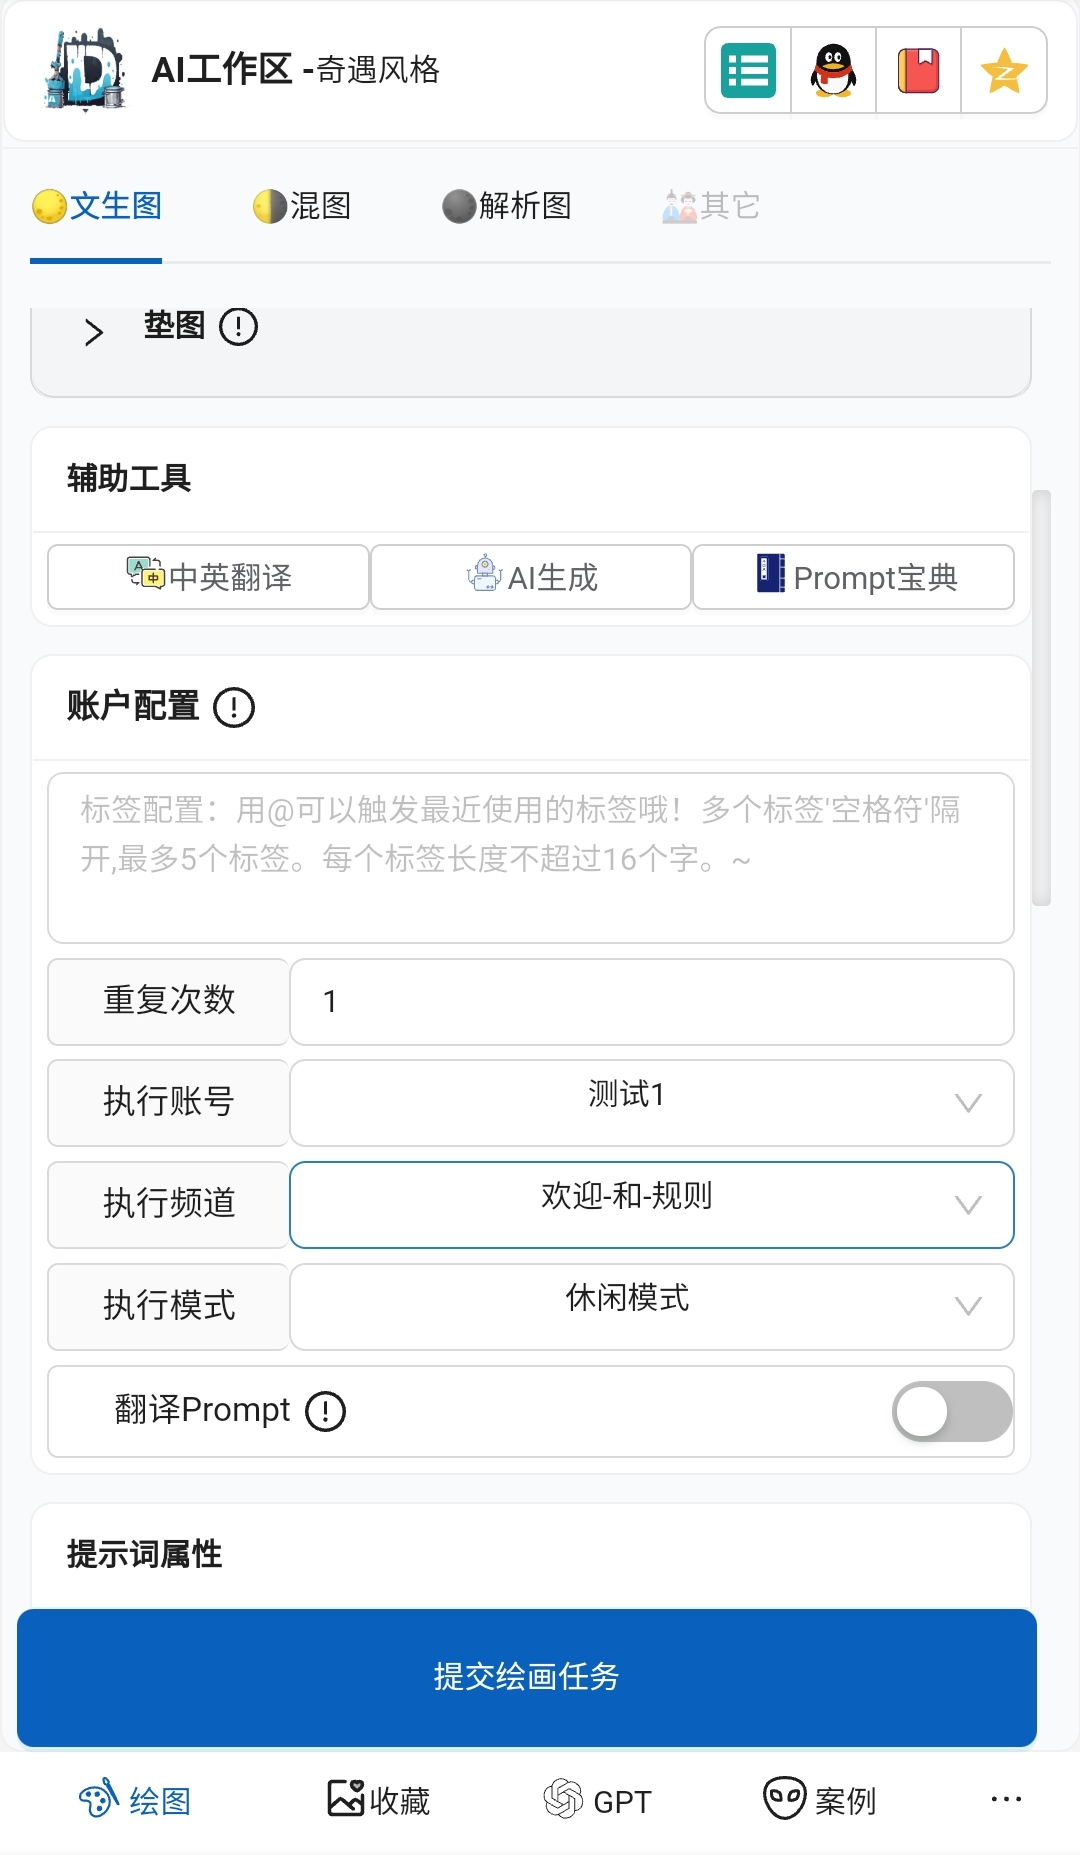 AI工作区 -奇遇风格
文生图
混图
解析图
其它
垫图
辅助工具
中英翻译
AI生成
Prompt宝典
账户配置
标签配置：用@可以触发最近使用的标签哦！多个标签'空格符'隔
开,最多5个标签。每个标签长度不超过16个字。~
重复次数
1
执行账号
测试1
执行频道
欢迎-和-规则
执行模式
休闲模式
翻译Prompt
提示词属性
提交绘画任务
绘图
收藏
GPT
案例